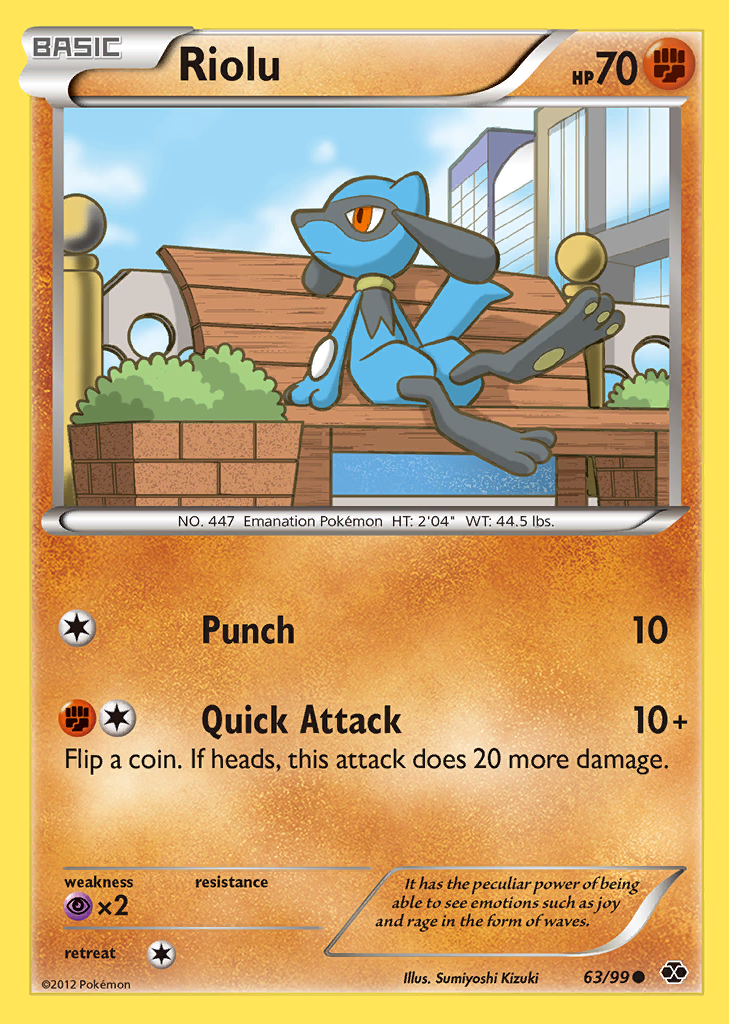 BASIC Riolu HP70
NO. 447 Emanation Pokémon HT: 2'04" WT: 44.5 lbs.
Punch 10
Quick Attack 10+
Flip a coin. If heads, this attack does 20 more damage.
weakness resistance
×2
retreat
It has the peculiar power of being
able to see emotions such as joy
and rage in the form of waves.
©2012 Pokémon Illus. Sumiyoshi Kizuki 63/99